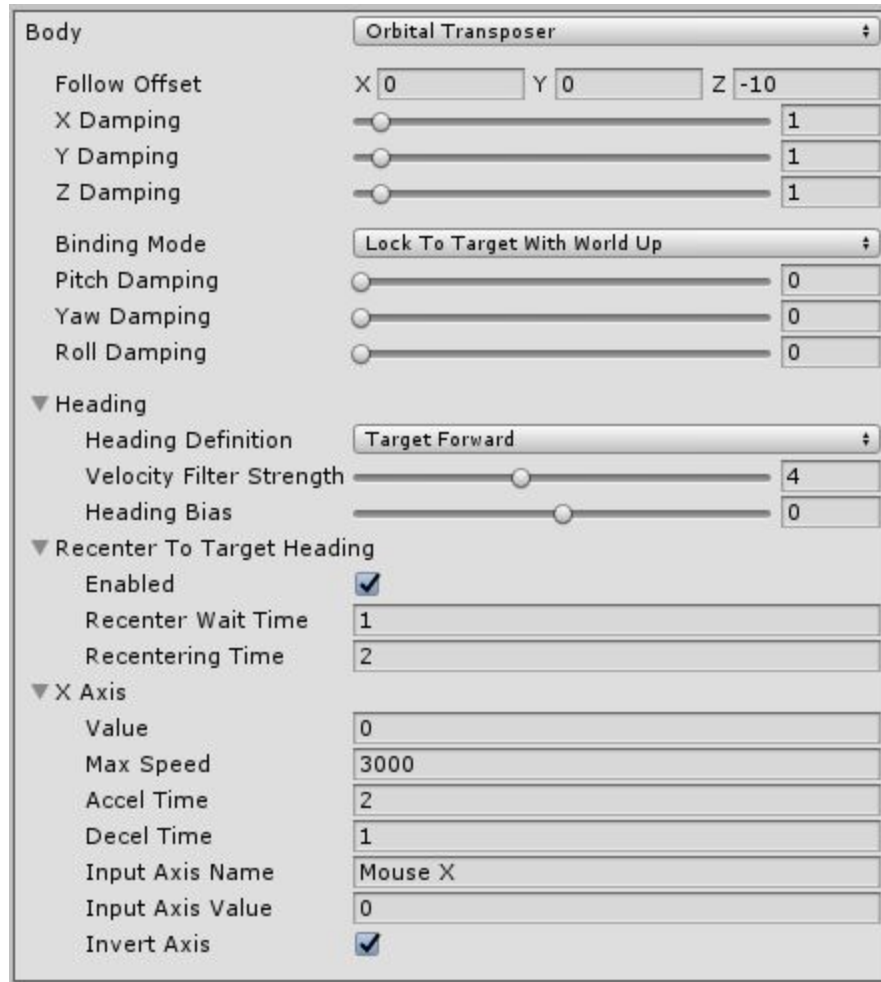 Body Orbital Transposer
Follow Offset X 0 Y 0 Z -10
X Damping 1
Y Damping 1
Z Damping 1
Binding Mode Lock To Target With World Up
Pitch Damping 0
Yaw Damping 0
Roll Damping 0
Heading
Heading Definition Target Forward
Velocity Filter Strength 4
Heading Bias 0
Recenter To Target Heading
Enabled
Recenter Wait Time 1
Recentering Time 2
X Axis
Value 0
Max Speed 3000
Accel Time 2
Decel Time 1
Input Axis Name Mouse X
Input Axis Value 0
Invert Axis